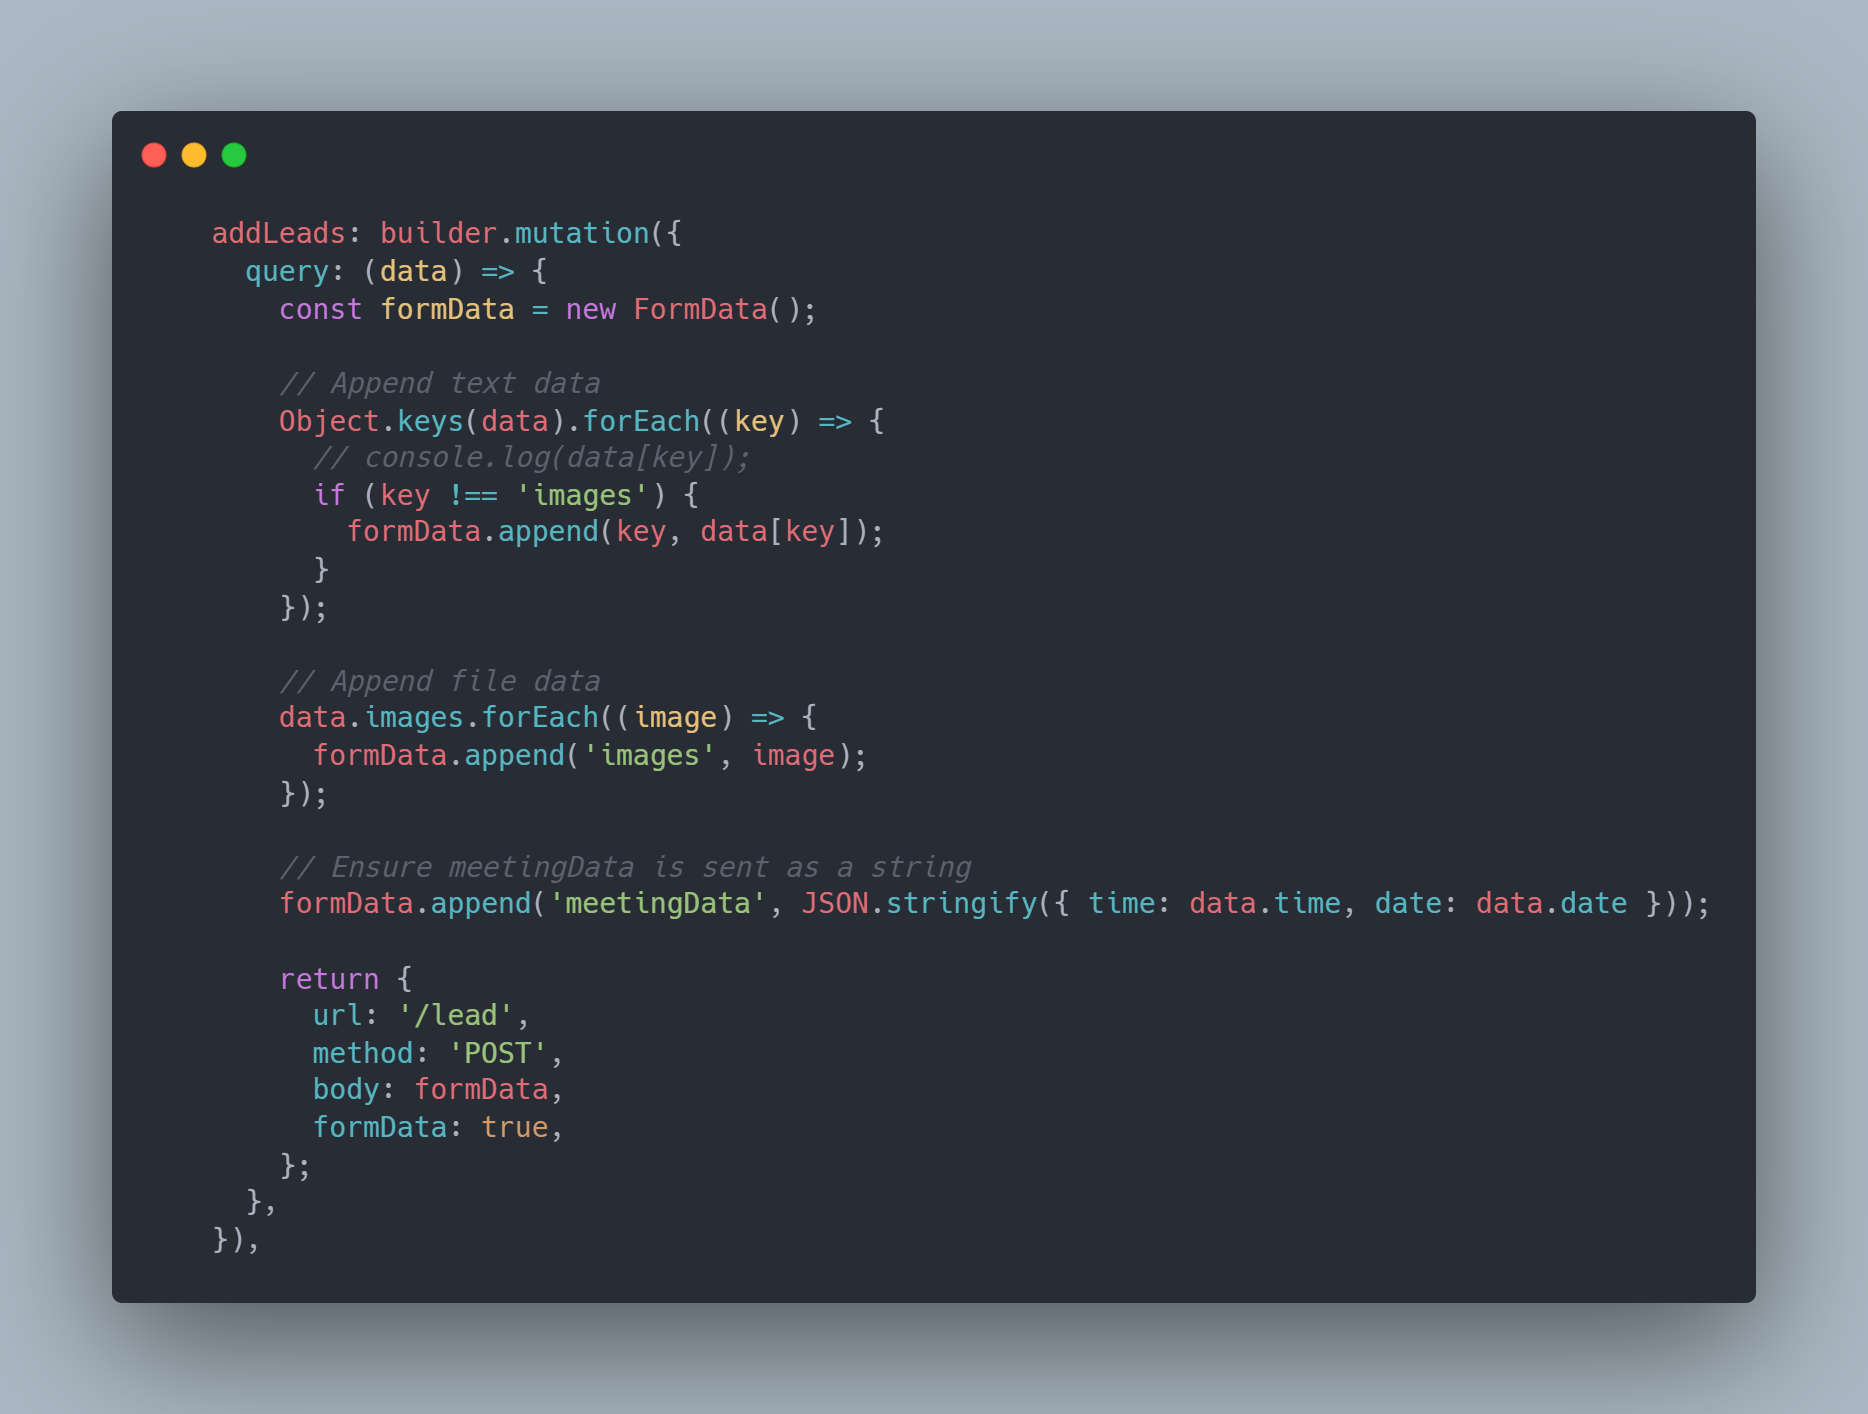 addLeads: builder.mutation({
  query: (data) => {
    const formData = new FormData();

    // Append text data
    Object.keys(data).forEach((key) => {
      // console.log(data[key]);
      if (key !== 'images') {
        formData.append(key, data[key]);
      }
    });

    // Append file data
    data.images.forEach((image) => {
      formData.append('images', image);
    });

    // Ensure meetingData is sent as a string
    formData.append('meetingData', JSON.stringify({ time: data.time, date: data.date }));

    return {
      url: '/lead',
      method: 'POST',
      body: formData,
      formData: true,
    };
  },
}),